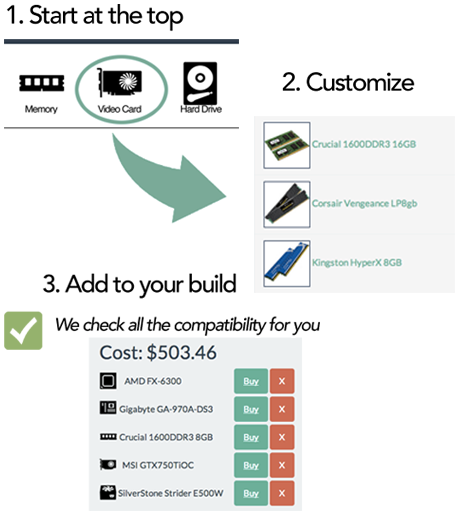 1. Start at the top
Memory
Video Card
Hard Drive
2. Customize
Crucial 1600DDR3 16GB
Corsair Vengeance LP8gb
Kingston HyperX 8GB
3. Add to your build
We check all the compatibility for you
Cost: $503.46
AMD FX-6300 Buy X
Gigabyte GA-970A-DS3 Buy X
Crucial 1600DDR3 8GB Buy X
MSI GTX750TiOC Buy X
SilverStone Strider E500W Buy X